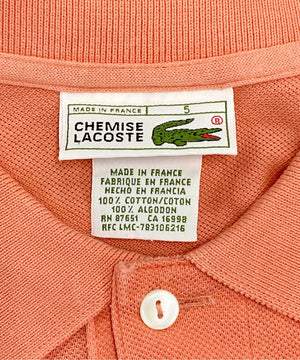 MADE IN FRANCE 5
CHEMISE
LACOSTE
®
MADE IN FRANCE
FABRIQUE EN FRANCE
HECHO EN FRANCIA
100% COTTON/COTON
100% ALGODON
RN 87651 CA 16998
RFC LMC-783106216